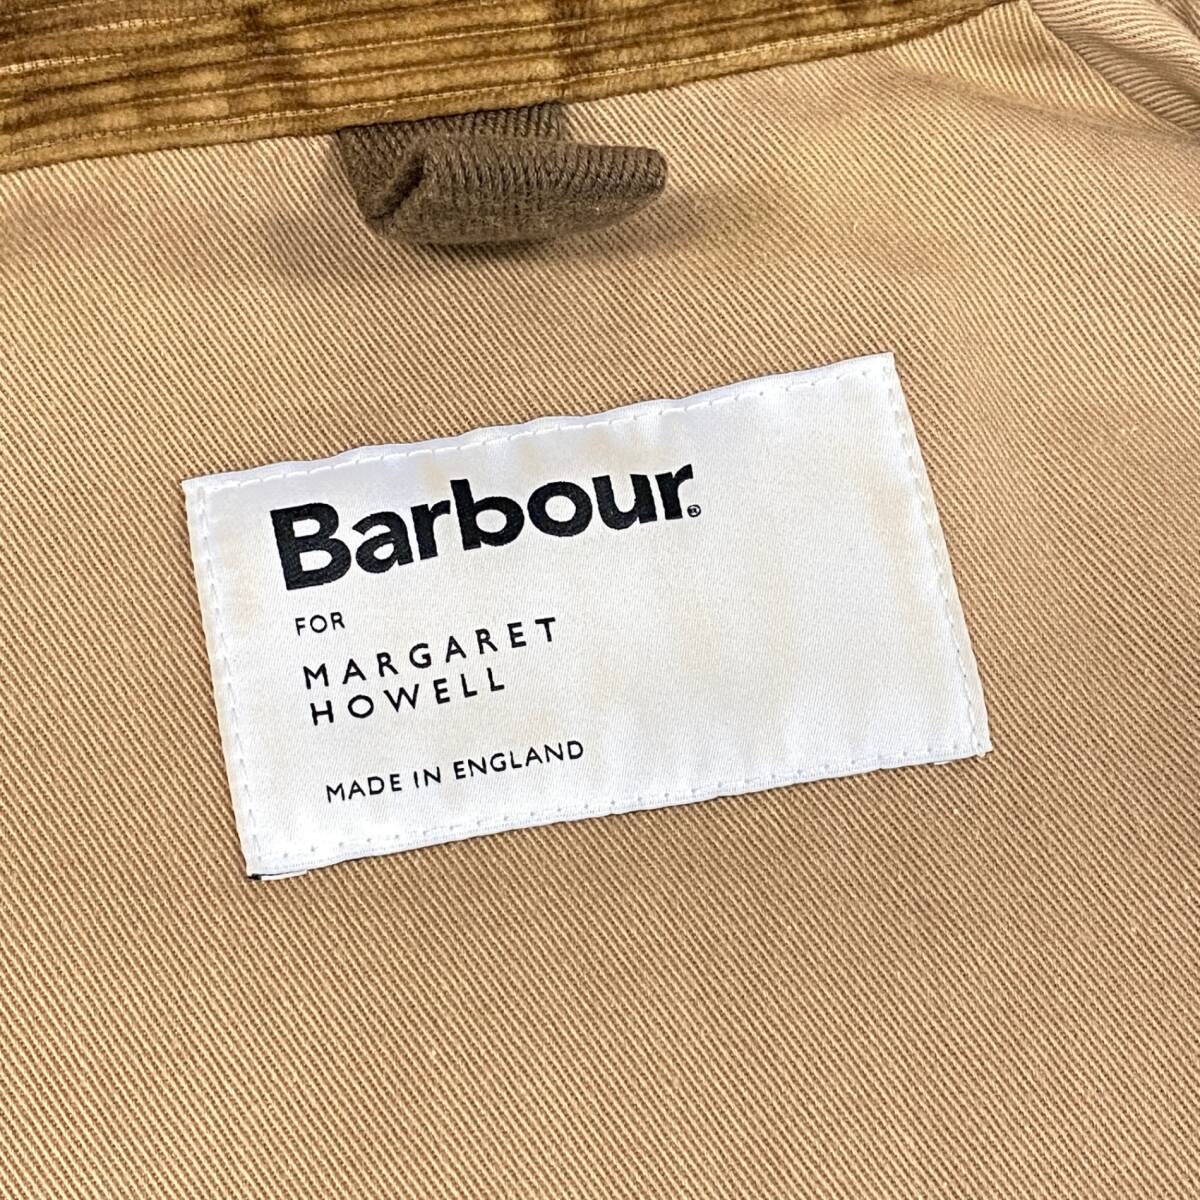 Barbour®
FOR
MARGARET
HOWELL
MADE IN ENGLAND